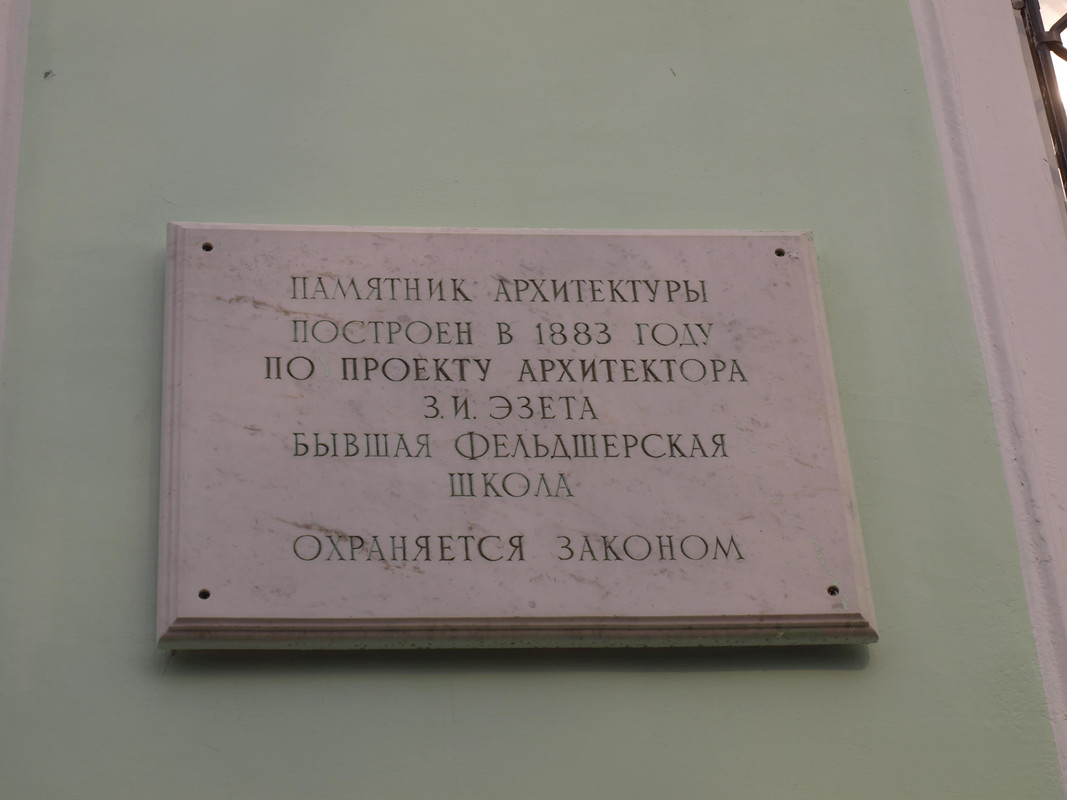 ПАМЯТНИК АРХИТЕКТУРЫ
ПОСТРОЕН В 1883 ГОДУ
ПО ПРОЕКТУ АРХИТЕКТОРА
З. И. ЭЗЕТА
БЫВШАЯ ФЕЛЬДШЕРСКАЯ
ШКОЛА
ОХРАНЯЕТСЯ ЗАКОНОМ